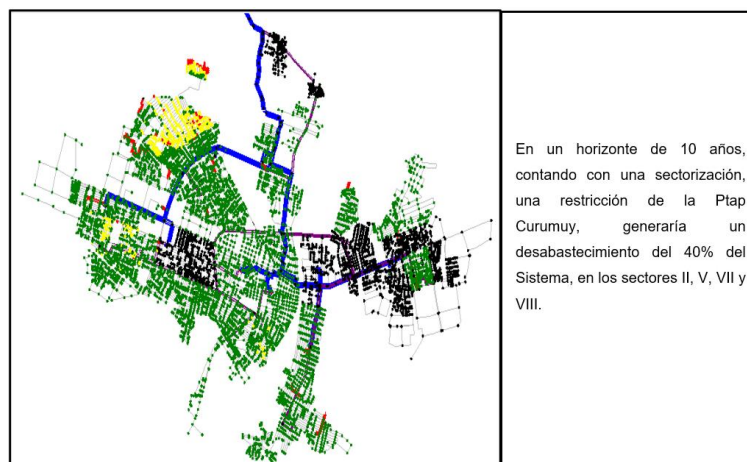 En un horizonte de 10 años,
contando con una sectorización,
una restricción de la Ptap
Curumuy, generaría un
desabastecimiento del 40% del
Sistema, en los sectores II, V, VII y
VIII.